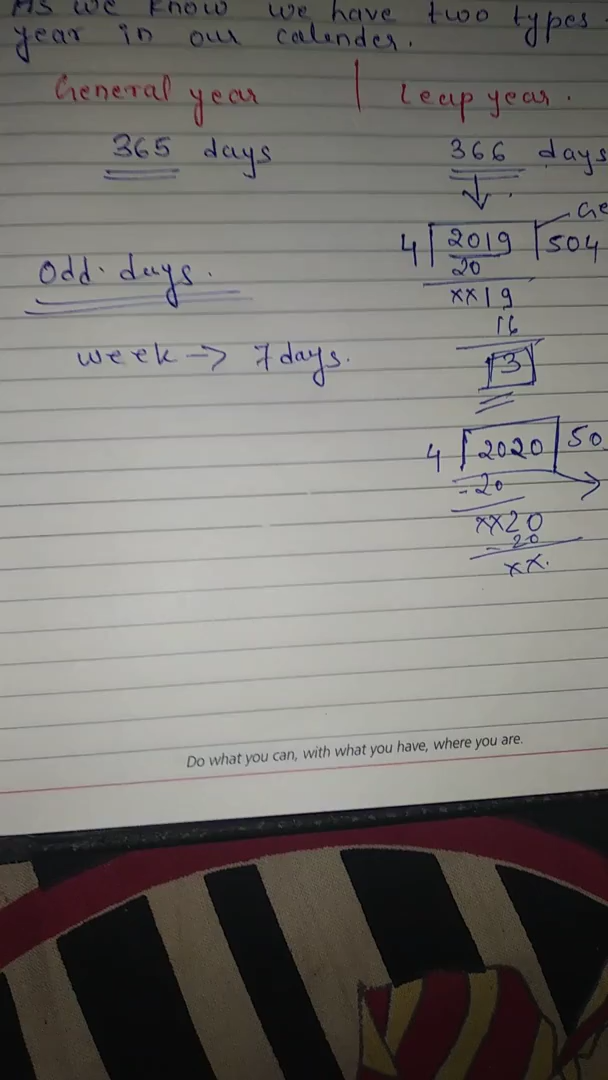 As we know we have two types
year in our calender.
General year | Leap year.
365 days
366 days
4 2019 504
20
xx19
16
3
Odd. days.
week -> 7 days.
4 2020 50
-20
xx20
-20
xx.
Do what you can, with what you have, where you are.